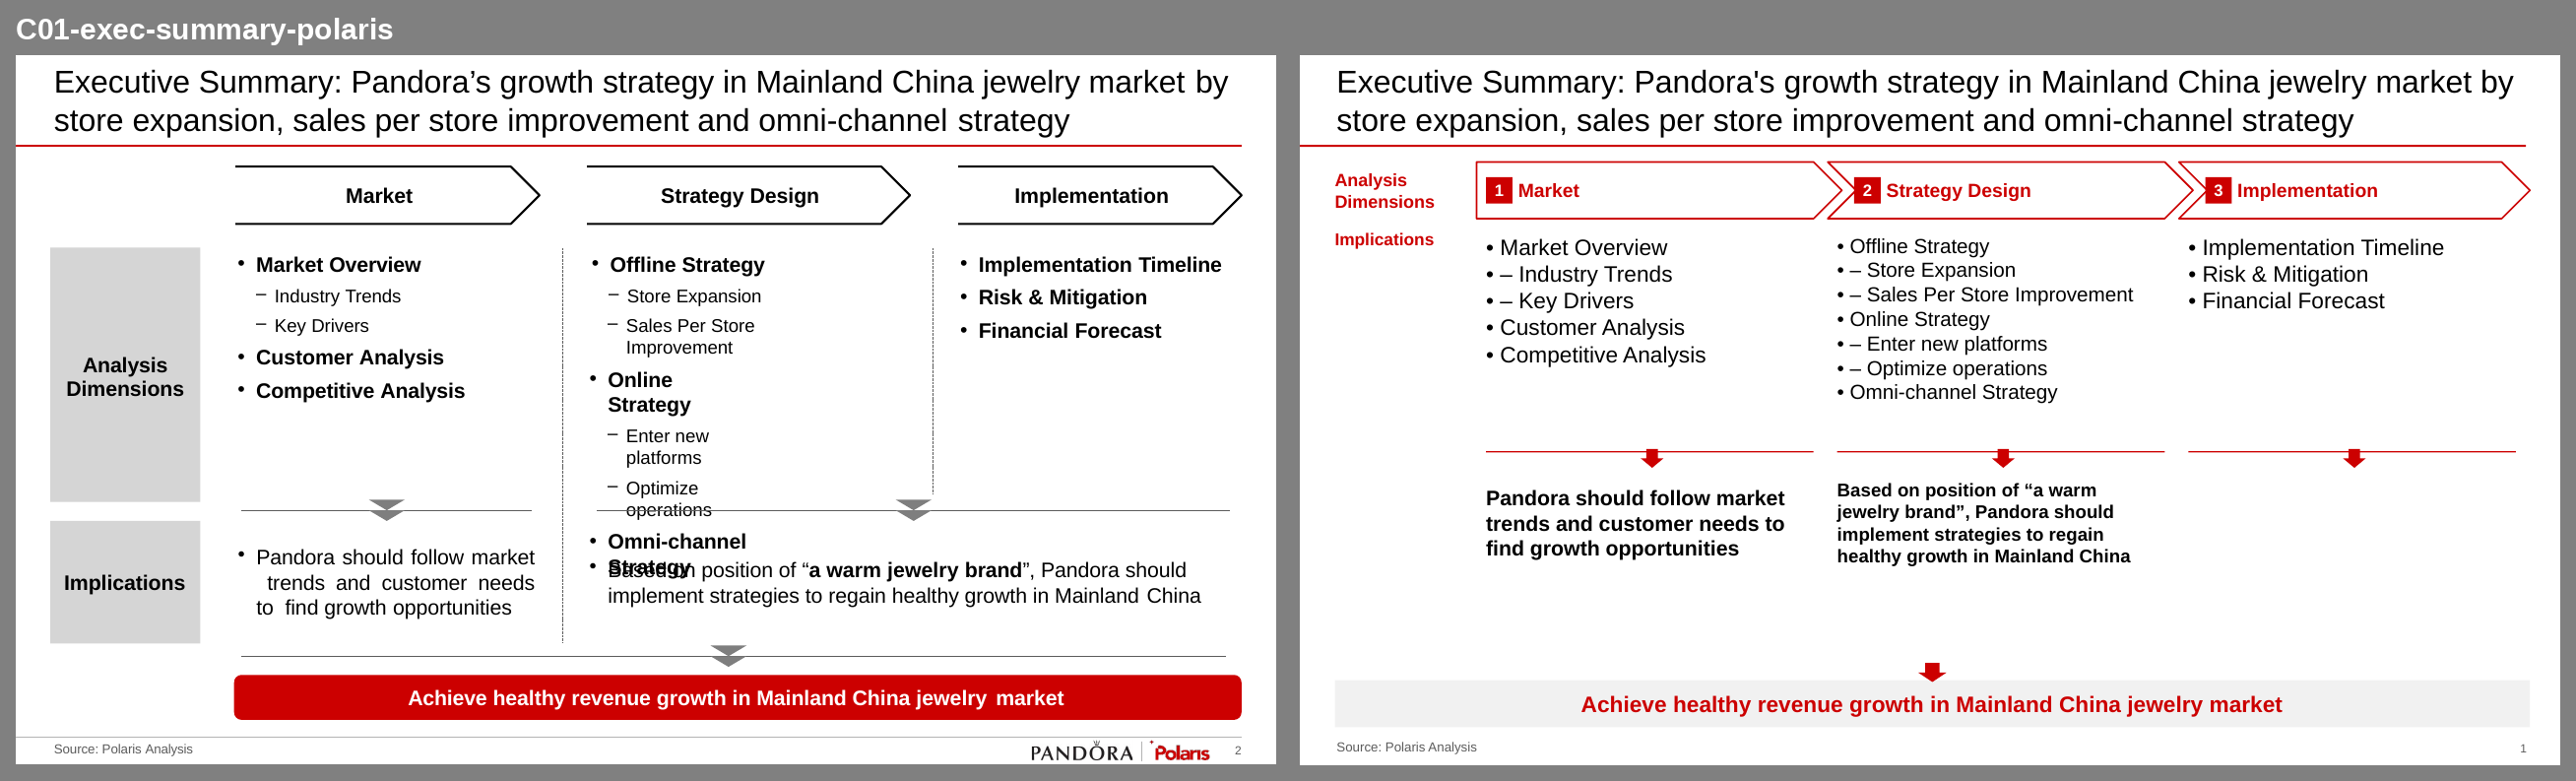 C01-exec-summary-polaris
Executive Summary: Pandora’s growth strategy in Mainland China jewelry market by
store expansion, sales per store improvement and omni-channel strategy
Market
Strategy Design
Implementation
Analysis
Dimensions
• Market Overview
– Industry Trends
– Key Drivers
• Customer Analysis
• Competitive Analysis
• Offline Strategy
– Store Expansion
– Sales Per Store
Improvement
• Online
Strategy
– Enter new
platforms
– Optimize
operations
• Omni-channel
Strategy
• Implementation Timeline
• Risk & Mitigation
• Financial Forecast
Implications
• Pandora should follow market
trends and customer needs
to find growth opportunities
• Based on position of “a warm jewelry brand”, Pandora should
implement strategies to regain healthy growth in Mainland China
Achieve healthy revenue growth in Mainland China jewelry market
Source: Polaris Analysis
PANDORA
Polaris
2
Executive Summary: Pandora's growth strategy in Mainland China jewelry market by
store expansion, sales per store improvement and omni-channel strategy
Analysis
Dimensions
Implications
1 Market
2 Strategy Design
3 Implementation
• Market Overview
• – Industry Trends
• – Key Drivers
• Customer Analysis
• Competitive Analysis
• Offline Strategy
• – Store Expansion
• – Sales Per Store Improvement
• Online Strategy
• – Enter new platforms
• – Optimize operations
• Omni-channel Strategy
• Implementation Timeline
• Risk & Mitigation
• Financial Forecast
Pandora should follow market
trends and customer needs to
find growth opportunities
Based on position of “a warm
jewelry brand”, Pandora should
implement strategies to regain
healthy growth in Mainland China
Achieve healthy revenue growth in Mainland China jewelry market
Source: Polaris Analysis
1